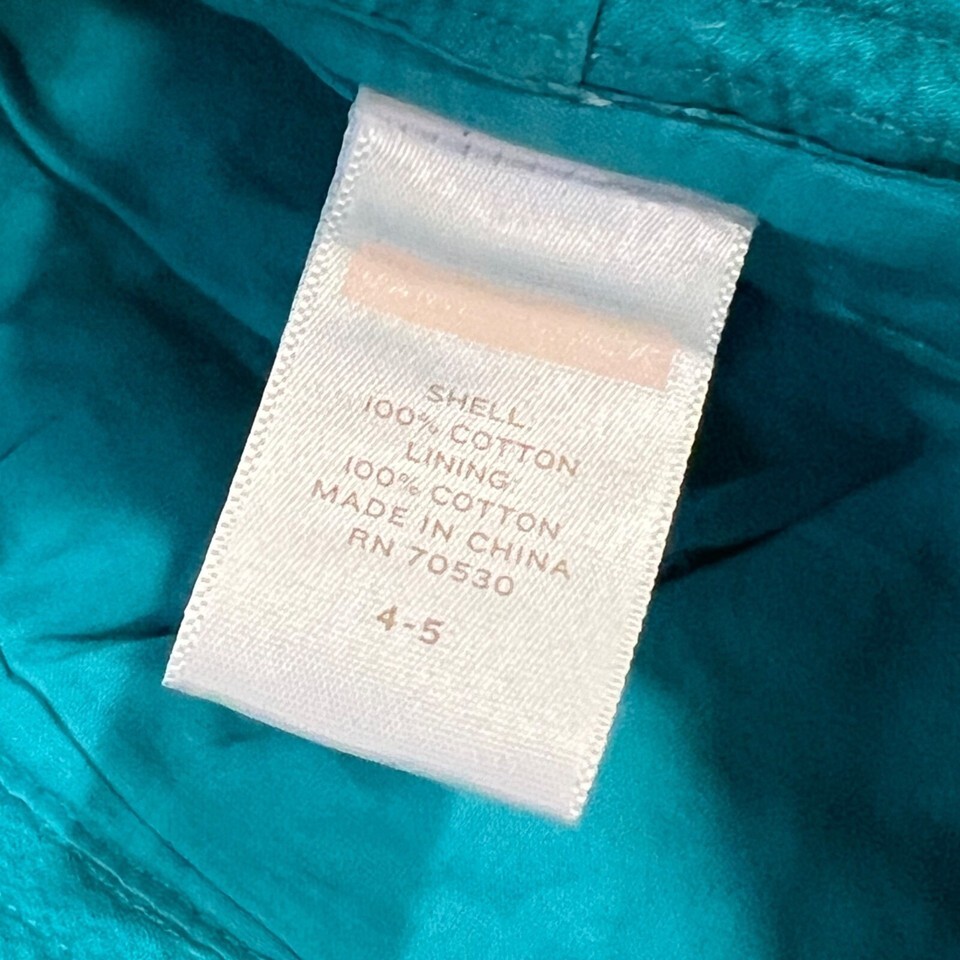 SHELL:
100% COTTON
LINING:
100% COTTON
MADE IN CHINA
RN 70530
4-5